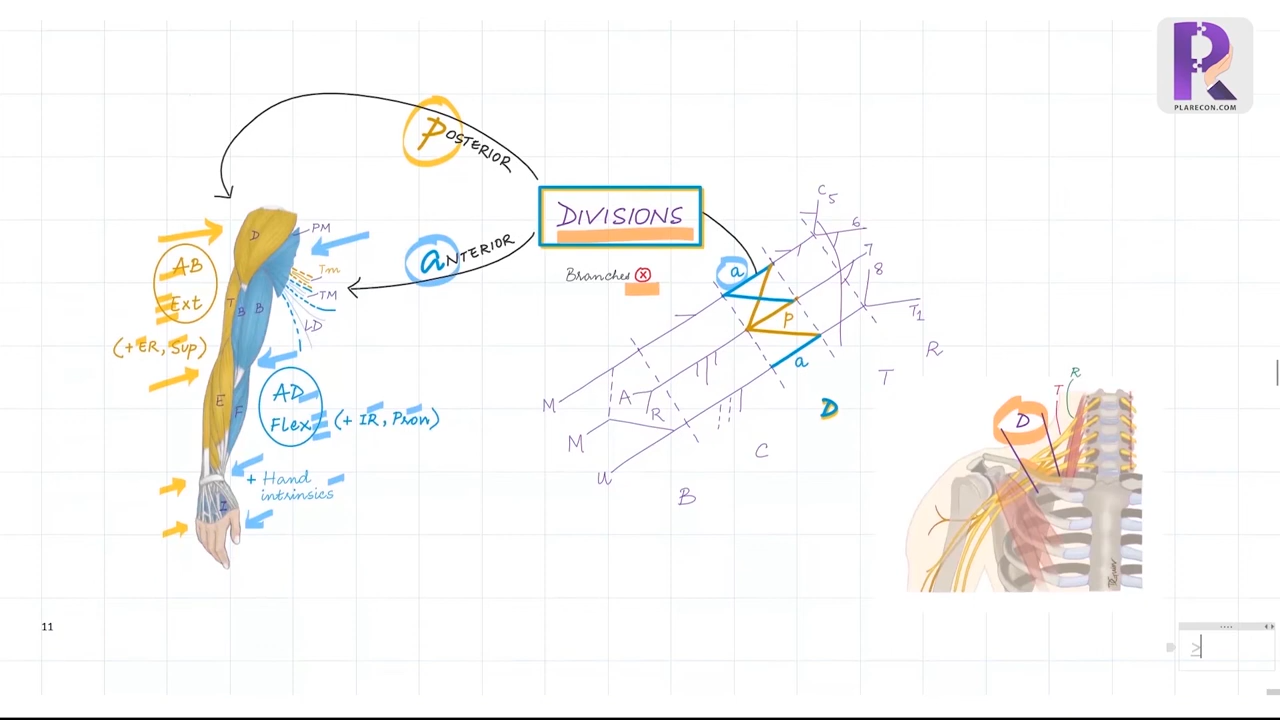 R
PLARECON.COM
POSTERIOR
DIVISIONS
ANTERIOR
Branches ⓧ
D
PM
Tm
TM
LD
T
B
B
E
F
I
AB
Ext
(+ ER, Sup)
AD
Flex
(+ IR, Pron)
+ Hand
intrinsics
C5
6
7
8
T1
a
P
a
R
T
D
C
B
M
A
R
M
U
D
T
R
11
>